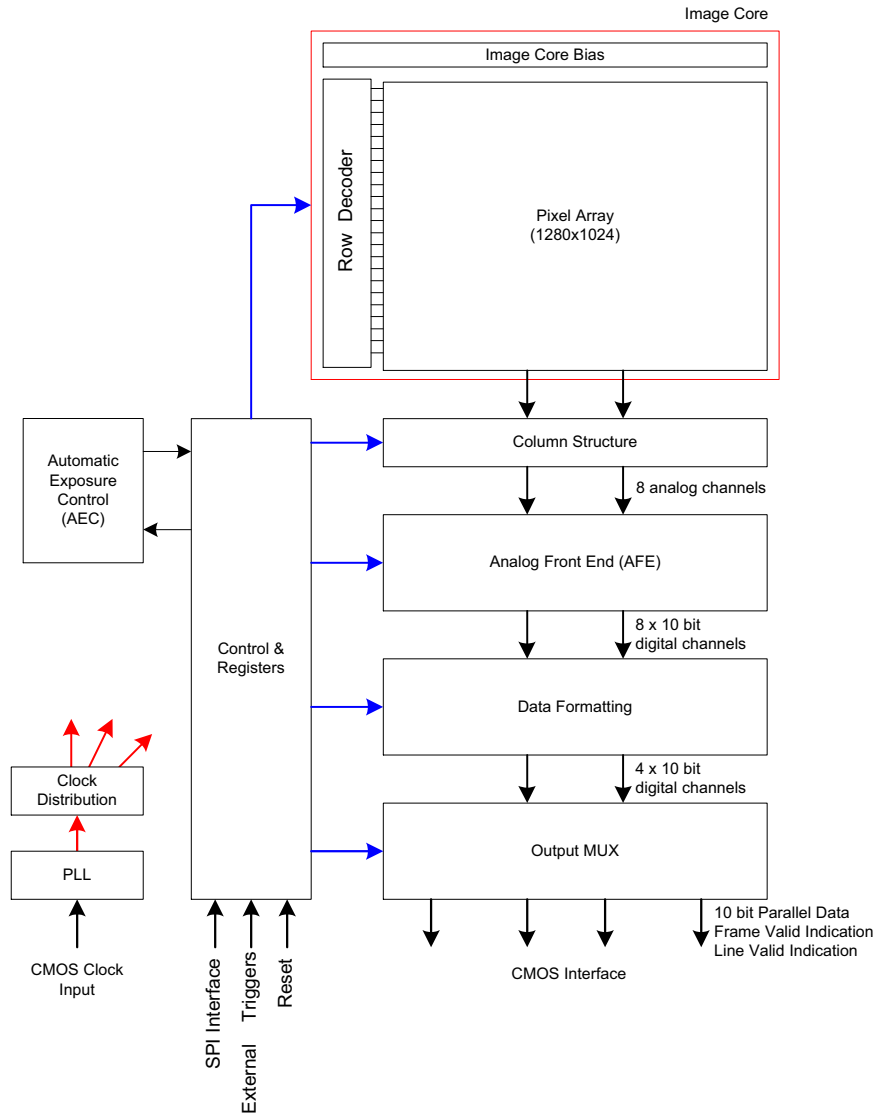 Image Core
Image Core Bias
Row Decoder
Pixel Array
(1280x1024)
Automatic
Exposure
Control
(AEC)
Column Structure
8 analog channels
Analog Front End (AFE)
8 x 10 bit
digital channels
Control &
Registers
Data Formatting
4 x 10 bit
digital channels
Clock
Distribution
PLL
Output MUX
10 bit Parallel Data
Frame Valid Indication
Line Valid Indication
CMOS Interface
CMOS Clock
Input
SPI Interface
External Triggers
Reset